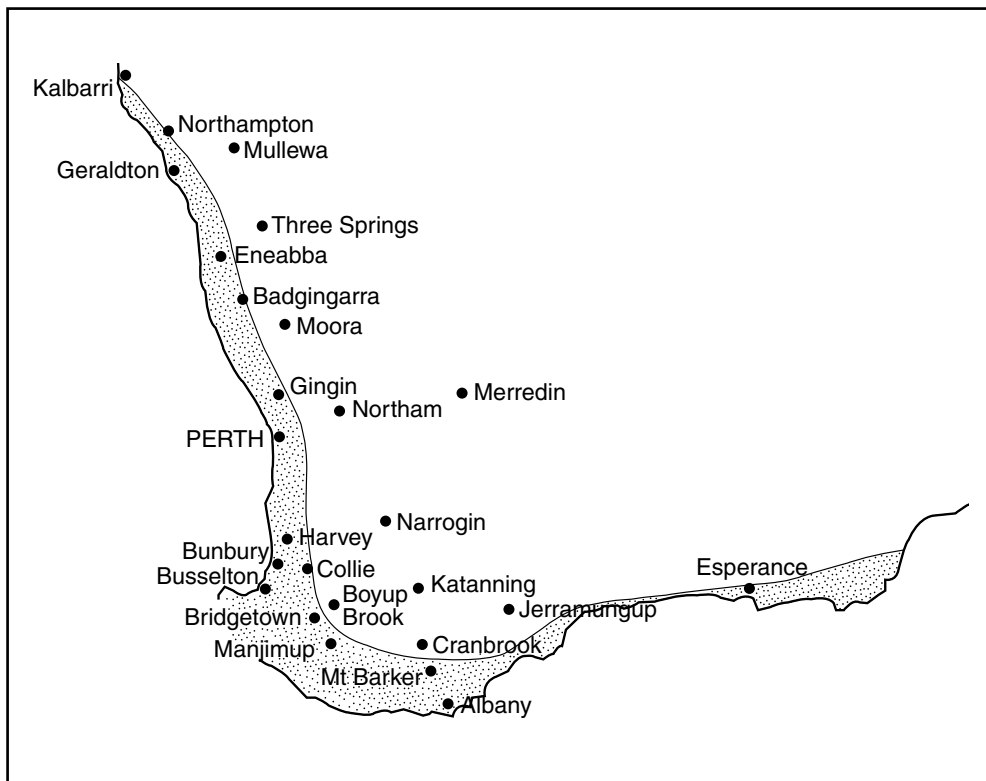 Kalbarri
Northampton
Mullewa
Geraldton
Three Springs
Eneabba
Badgingarra
Moora
Gingin
Merredin
Northam
PERTH
Narrogin
Harvey
Bunbury
Collie
Esperance
Busselton
Katanning
Boyup
Brook
Jerramungup
Bridgetown
Manjimup
Cranbrook
Mt Barker
Albany